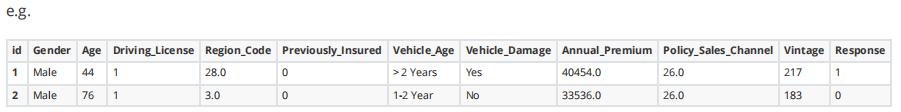 e.g.
id Gender Age Driving_License Region_Code Previously_Insured Vehicle_Age Vehicle_Damage Annual_Premium Policy_Sales_Channel Vintage Response
1 Male 44 1 28.0 0 > 2 Years Yes 40454.0 26.0 217 1
2 Male 76 1 3.0 0 1-2 Year No 33536.0 26.0 183 0